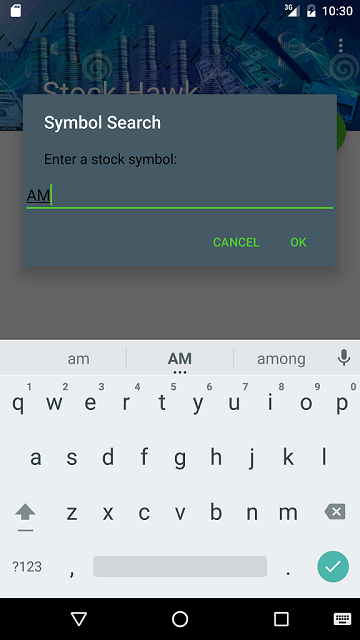 3G 10:30
Stock Hawk
Symbol Search
Enter a stock symbol:
AM
CANCEL OK
am AM among
1 2 3 4 5 6 7 8 9 0
q w e r t y u i o p
a s d f g h j k l
z x c v b n m
?123 , .